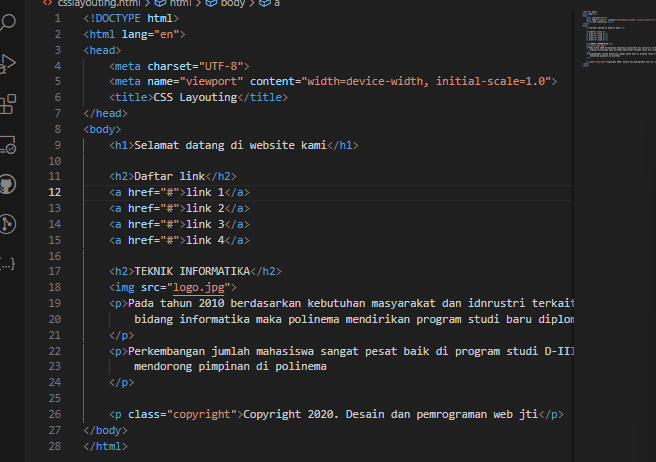 csslayouting.html > html > body > a
1 <!DOCTYPE html>
2 <html lang="en">
3 <head>
4 <meta charset="UTF-8">
5 <meta name="viewport" content="width=device-width, initial-scale=1.0">
6 <title>CSS Layouting</title>
7 </head>
8 <body>
9 <h1>Selamat datang di website kami</h1>
10
11 <h2>Daftar link</h2>
12 <a href="#">link 1</a>
13 <a href="#">link 2</a>
14 <a href="#">link 3</a>
15 <a href="#">link 4</a>
16
17 <h2>TEKNIK INFORMATIKA</h2>
18 <img src="logo.jpg">
19 <p>Pada tahun 2010 berdasarkan kebutuhan masyarakat dan idnrustri terkait
20 bidang informatika maka polinema mendirikan program studi baru diplom
21 </p>
22 <p>Perkembangan jumlah mahasiswa sangat pesat baik di program studi D-III
23 mendorong pimpinan di polinema
24 </p>
25
26 <p class="copyright">Copyright 2020. Desain dan pemrograman web jti</p>
27 </body>
28 </html>